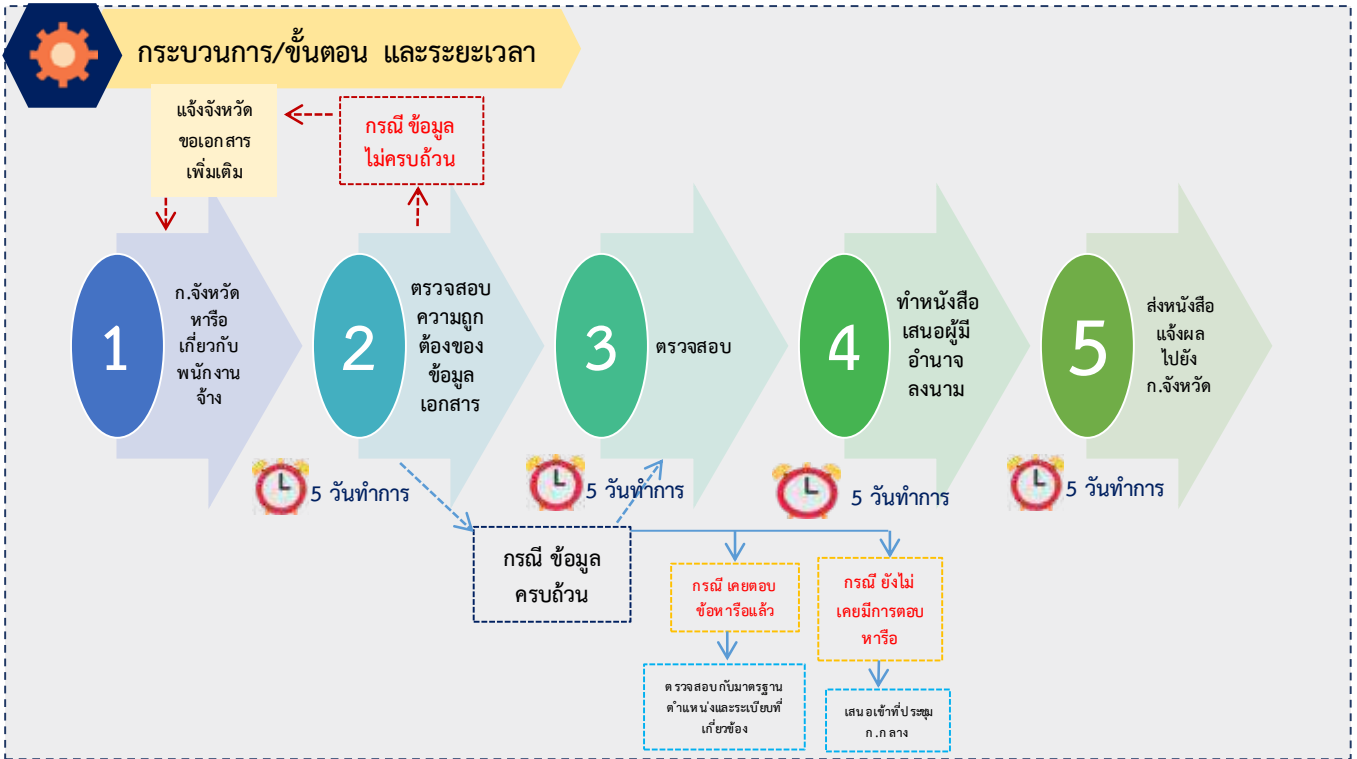 กระบวนการ/ขั้นตอน และระยะเวลา
แจ้งจังหวัด
ขอเอกสาร
เพิ่มเติม
กรณี ข้อมูล
ไม่ครบถ้วน
1
ก.จังหวัด
หารือ
เกี่ยวกับ
พนักงาน
จ้าง
2
ตรวจสอบ
ความถูก
ต้องของ
ข้อมูล
เอกสาร
3
ตรวจสอบ
4
ทำหนังสือ
เสนอผู้มี
อำนาจ
ลงนาม
5
ส่งหนังสือ
แจ้งผล
ไปยัง
ก.จังหวัด
5 วันทำการ
5 วันทำการ
5 วันทำการ
5 วันทำการ
กรณี ข้อมูล
ครบถ้วน
กรณี เคยตอบ
ข้อหารือแล้ว
กรณี ยังไม่
เคยมีการตอบ
หารือ
ตรวจสอบกับมาตรฐาน
ตำแหน่งและระเบียบที่
เกี่ยวข้อง
เสนอเข้าที่ประชุม
ก.กลาง